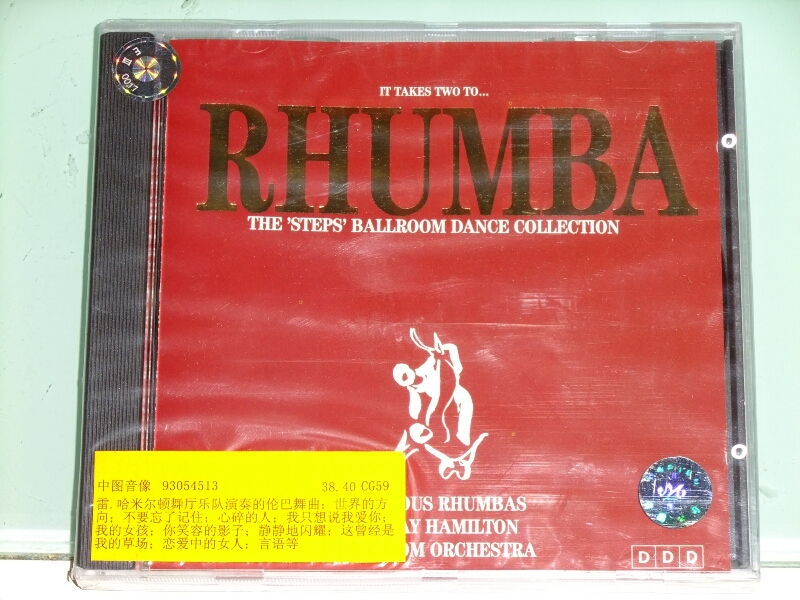 IT TAKES TWO TO...
RHUMBA
THE 'STEPS' BALLROOM DANCE COLLECTION
中图音像 93054513 38.40 CG59
雷.哈米尔顿舞厅乐队演奏的伦巴舞曲; 世界的方
向; 不要忘了记住; 心碎的人; 我只想说我爱你;
我的女孩; 你笑容的影子; 静静地闪耀; 这曾经是
我的草场; 恋爱中的女人; 言语等
OUS RHUMBAS
AY HAMILTON
OM ORCHESTRA
D D D